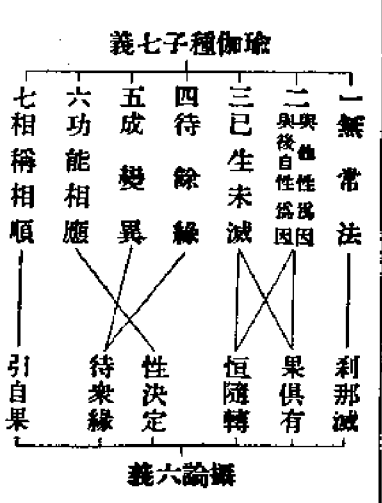 瑜伽種子七義
一無常法
二與他性為因
與後自性為因
三已生未滅
四待餘緣
五成變異
六功能相應
七相稱相順
剎那滅
果俱有
恒隨轉
性決定
待衆緣
引自果
攝論六義